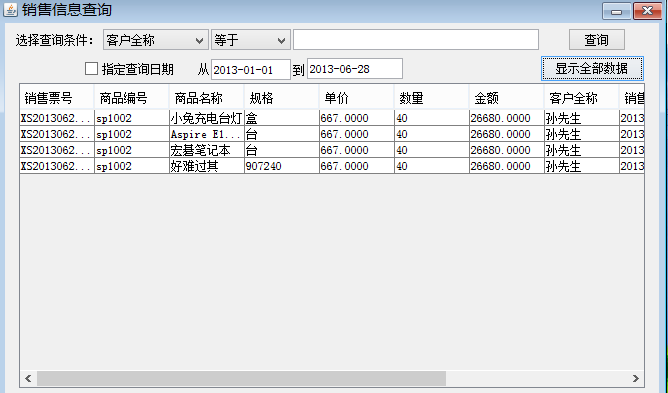 销售信息查询
选择查询条件: 客户全称 等于 查询
指定查询日期 从 2013-01-01 到 2013-06-28 显示全部数据
销售票号 商品编号 商品名称 规格 单价 数量 金额 客户全称 销售
XS2013062... sp1002 小兔充电台灯 盒 667.0000 40 26680.0000 孙先生 2013
XS2013062... sp1002 Aspire E1... 台 667.0000 40 26680.0000 孙先生 2013
XS2013062... sp1002 宏碁笔记本 台 667.0000 40 26680.0000 孙先生 2013
XS2013062... sp1002 好难过其 907240 667.0000 40 26680.0000 孙先生 2013